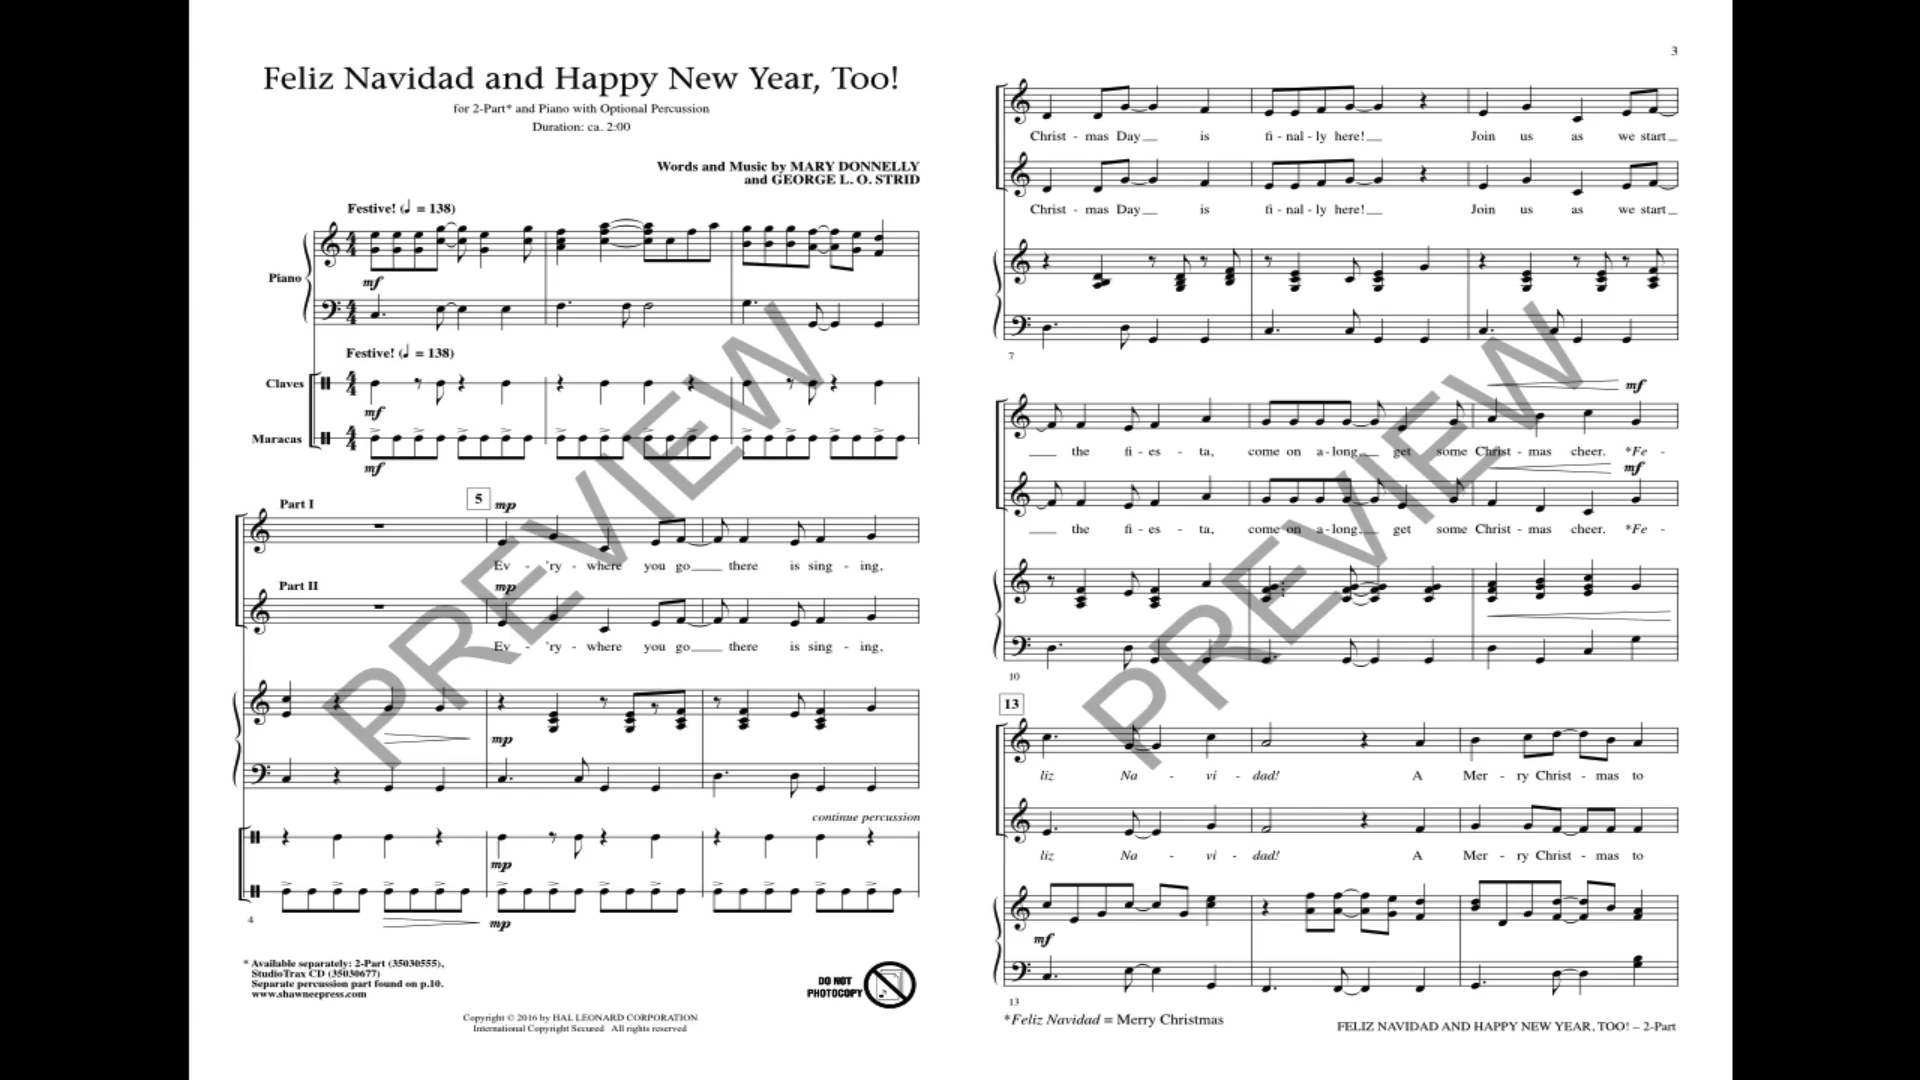 Feliz Navidad and Happy New Year, Too!
for 2-Part* and Piano with Optional Percussion
Duration: ca. 2:00
Words and Music by MARY DONNELLY
and GEORGE L. O. STRID
Festive! (♩ = 138)
Piano
mf
Festive! (♩ = 138)
Claves
mf
Maracas
mf
Part I
5
mp
Ev - 'ry - where you go there is sing - ing,
Part II
mp
Ev - 'ry - where you go there is sing - ing,
mp
continue percussion
mp
4
mp
* Available separately: 2-Part (35030555),
StudioTrax CD (35030677)
Separate percussion part found on p.10.
www.shawneepress.com
DO NOT
PHOTOCOPY
Copyright © 2016 by HAL LEONARD CORPORATION
International Copyright Secured All rights reserved
PREVIEW
3
Christ - mas Day is fi - nal - ly here! Join us as we start
Christ - mas Day is fi - nal - ly here! Join us as we start
7
mf
the fi - es - ta, come on a - long, get some Christ - mas cheer. *Fe -
mf
the fi - es - ta, come on a - long, get some Christ - mas cheer. *Fe -
10
13
liz Na - vi - dad! A Mer - ry Christ - mas to
liz Na - vi - dad! A Mer - ry Christ - mas to
mf
13
*Feliz Navidad = Merry Christmas
FELIZ NAVIDAD AND HAPPY NEW YEAR, TOO! – 2-Part
PREVIEW